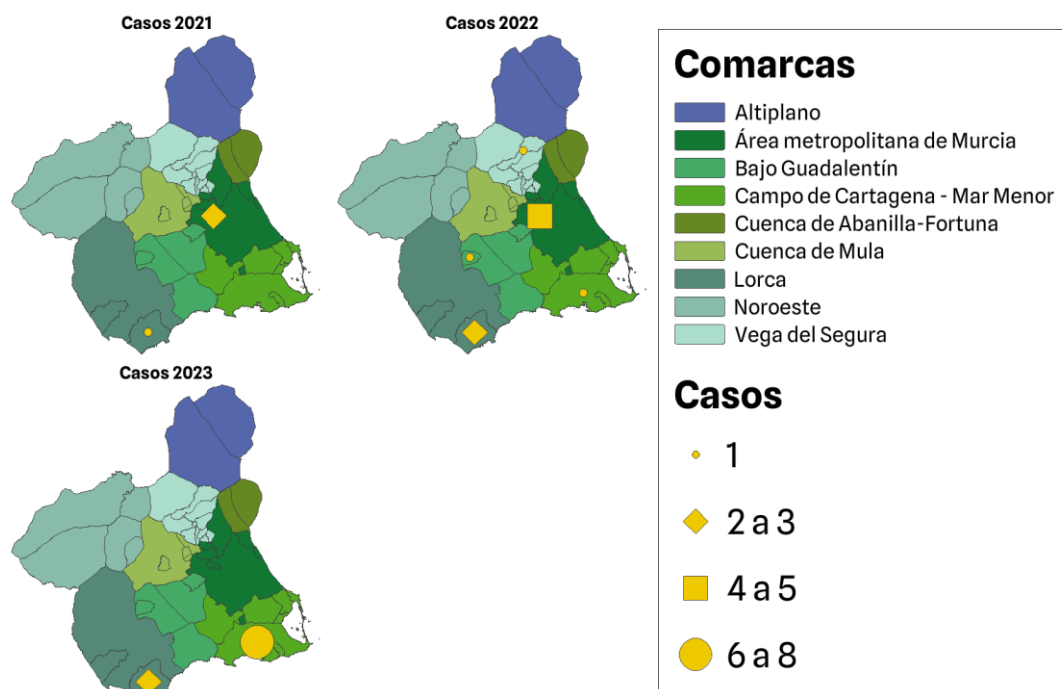 Casos 2021
Casos 2022
Casos 2023
Comarcas
Altiplano
Área metropolitana de Murcia
Bajo Guadalentín
Campo de Cartagena - Mar Menor
Cuenca de Abanilla-Fortuna
Cuenca de Mula
Lorca
Noroeste
Vega del Segura
Casos
1
2 a 3
4 a 5
6 a 8